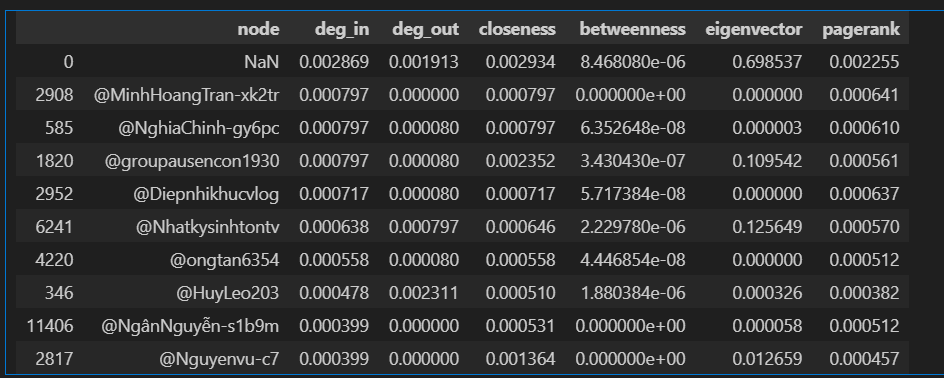 node deg_in deg_out closeness betweenness eigenvector pagerank
0 NaN 0.002869 0.001913 0.002934 8.468080e-06 0.698537 0.002255
2908 @MinhHoangTran-xk2tr 0.000797 0.000000 0.000797 0.000000e+00 0.000000 0.000641
585 @NghiaChinh-gy6pc 0.000797 0.000080 0.000797 6.352648e-08 0.000003 0.000610
1820 @groupausencon1930 0.000797 0.000080 0.002352 3.430430e-07 0.109542 0.000561
2952 @Diepnhikhucvlog 0.000717 0.000080 0.000717 5.717384e-08 0.000000 0.000637
6241 @Nhatkysinhtontv 0.000638 0.000797 0.000646 2.229780e-06 0.125649 0.000570
4220 @ongtan6354 0.000558 0.000080 0.000558 4.446854e-08 0.000000 0.000512
346 @HuyLeo203 0.000478 0.002311 0.000510 1.880384e-06 0.000326 0.000382
11406 @NgânNguyễn-s1b9m 0.000399 0.000000 0.000531 0.000000e+00 0.000058 0.000512
2817 @Nguyenvu-c7 0.000399 0.000000 0.001364 0.000000e+00 0.012659 0.000457